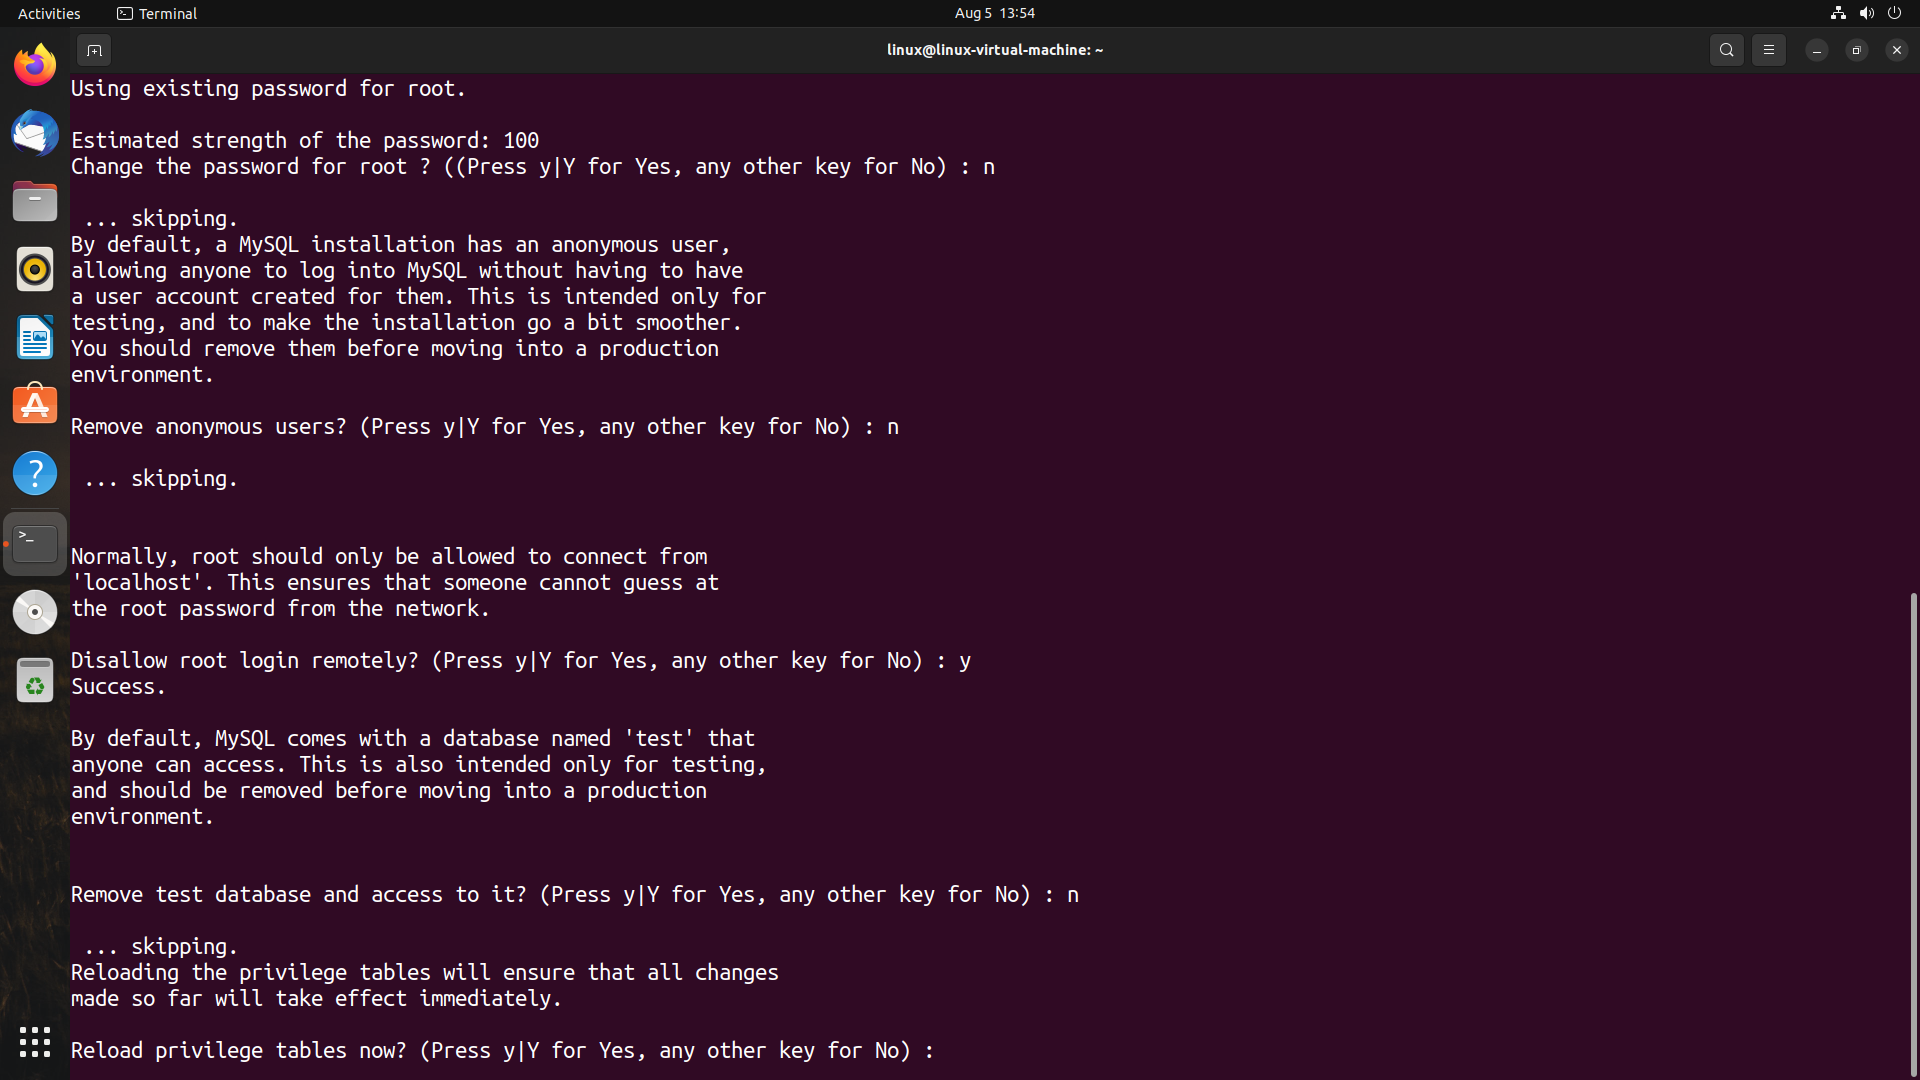 Activities Terminal Aug 5 13:54
linux@linux-virtual-machine: ~
Using existing password for root.
Estimated strength of the password: 100
Change the password for root ? ((Press y|Y for Yes, any other key for No) : n
... skipping.
By default, a MySQL installation has an anonymous user,
allowing anyone to log into MySQL without having to have
a user account created for them. This is intended only for
testing, and to make the installation go a bit smoother.
You should remove them before moving into a production
environment.
Remove anonymous users? (Press y|Y for Yes, any other key for No) : n
... skipping.
Normally, root should only be allowed to connect from
'localhost'. This ensures that someone cannot guess at
the root password from the network.
Disallow root login remotely? (Press y|Y for Yes, any other key for No) : y
Success.
By default, MySQL comes with a database named 'test' that
anyone can access. This is also intended only for testing,
and should be removed before moving into a production
environment.
Remove test database and access to it? (Press y|Y for Yes, any other key for No) : n
... skipping.
Reloading the privilege tables will ensure that all changes
made so far will take effect immediately.
Reload privilege tables now? (Press y|Y for Yes, any other key for No) :